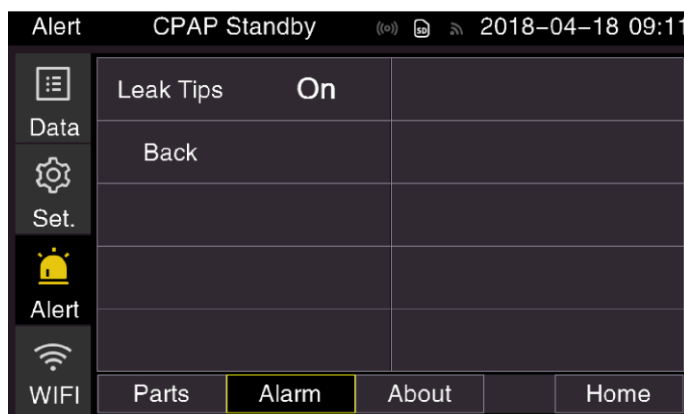 Alert CPAP Standby SD 2018-04-18 09:11
Data
Set.
Alert
WIFI
Leak Tips On
Back
Parts Alarm About Home